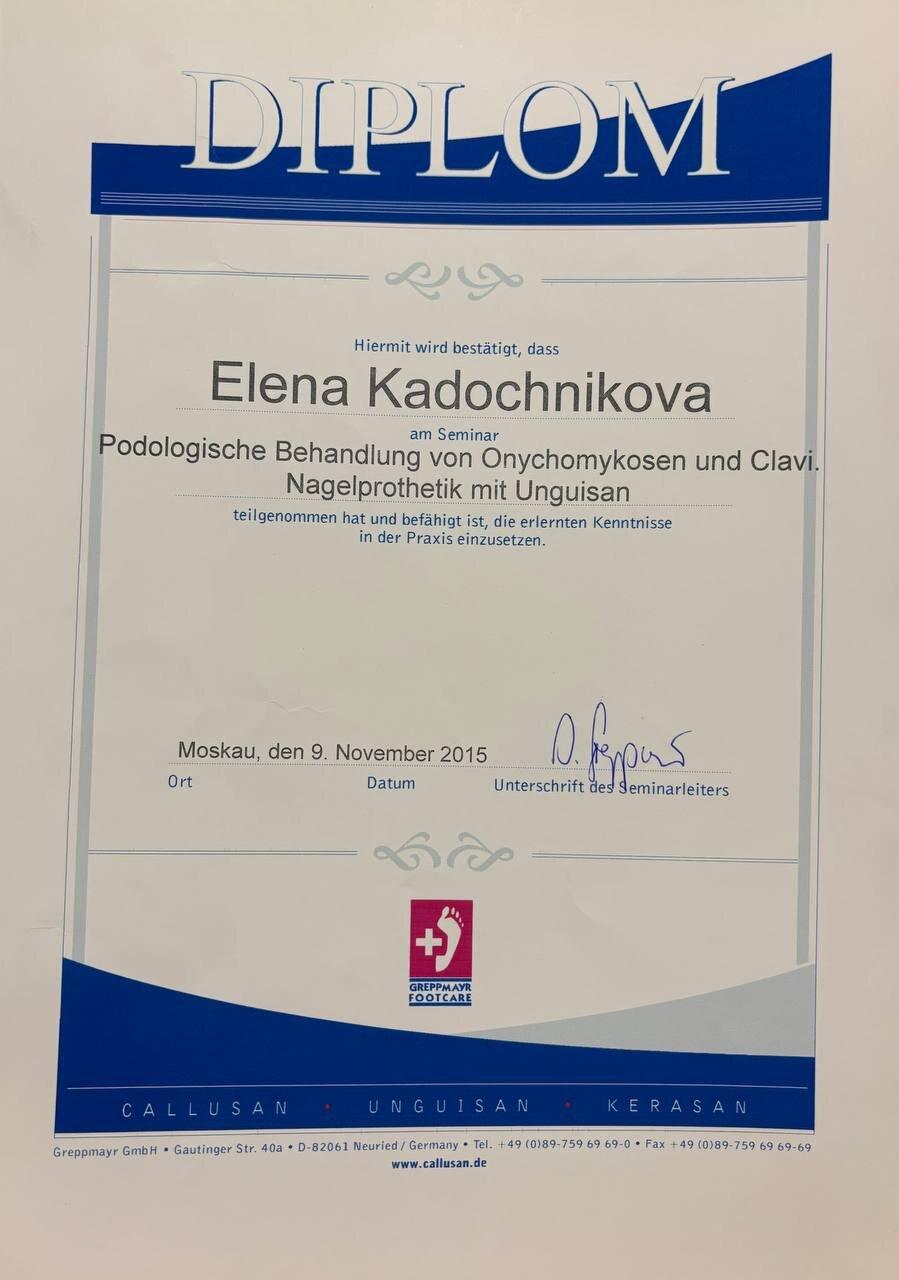 DIPLOM
Hiermit wird bestätigt, dass
Elena Kadochnikova
am Seminar
Podologische Behandlung von Onychomykosen und Clavi.
Nagelprothetik mit Unguisan
teilgenommen hat und befähigt ist, die erlernten Kenntnisse
in der Praxis einzusetzen.
Moskau, den 9. November 2015
Ort Datum Unterschrift des Seminarleiters
GREPPMAYR
FOOTCARE
CALLUSAN • UNGUISAN • KERASAN
Greppmayr GmbH • Gautinger Str. 40a • D-82061 Neuried / Germany • Tel. +49 (0)89-759 69 69-0 • Fax +49 (0)89-759 69 69-69
www.callusan.de